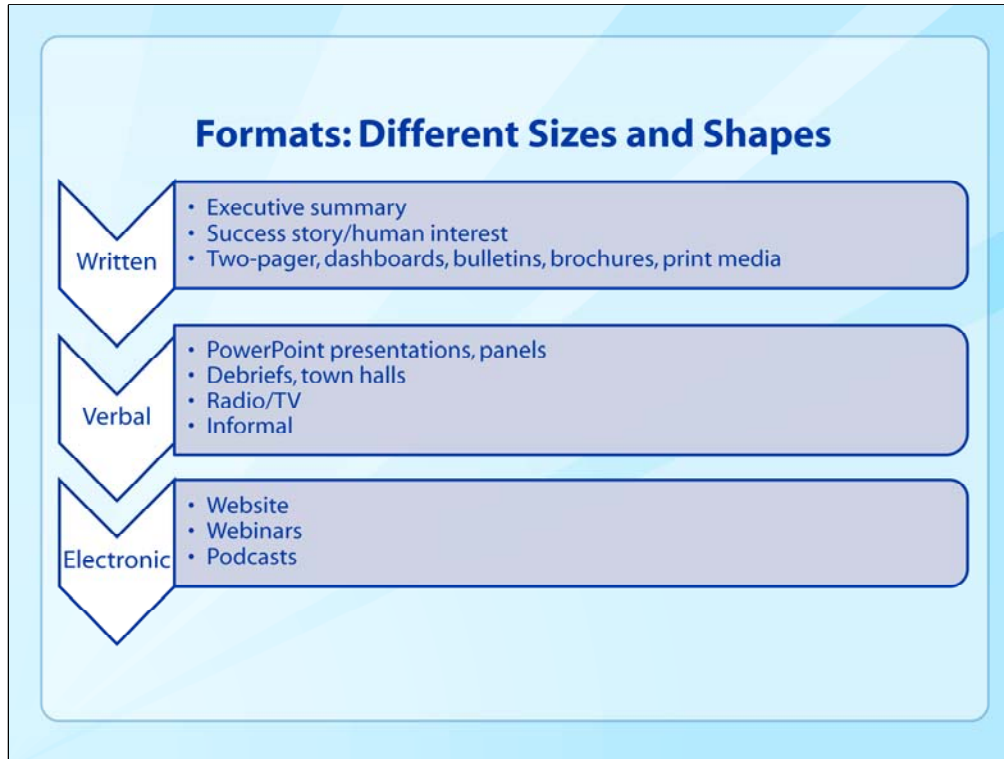 Formats: Different Sizes and Shapes
Written
• Executive summary
• Success story/human interest
• Two-pager, dashboards, bulletins, brochures, print media
Verbal
• PowerPoint presentations, panels
• Debriefs, town halls
• Radio/TV
• Informal
Electronic
• Website
• Webinars
• Podcasts